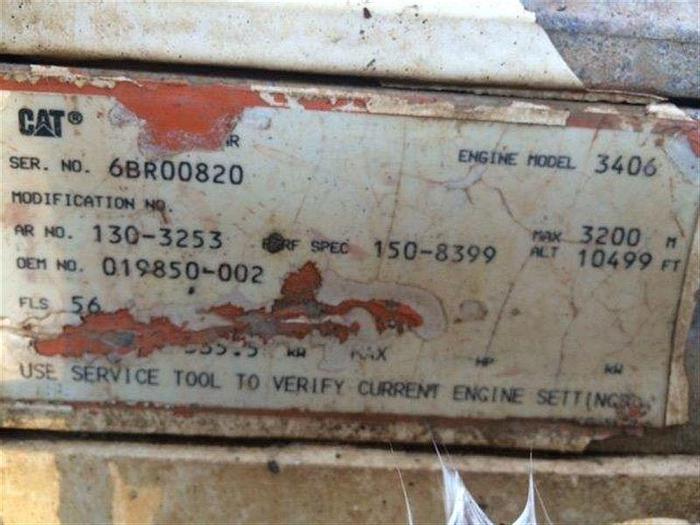 CAT®
SER. NO. 6BR00820 ENGINE MODEL 3406
MODIFICATION NO.
AR NO. 130-3253 PERF SPEC 150-8399 MAX 3200 M
OEM NO. 019850-002 ALT 10499 FT
FLS 56
kW MAX HP kW
USE SERVICE TOOL TO VERIFY CURRENT ENGINE SETTINGS